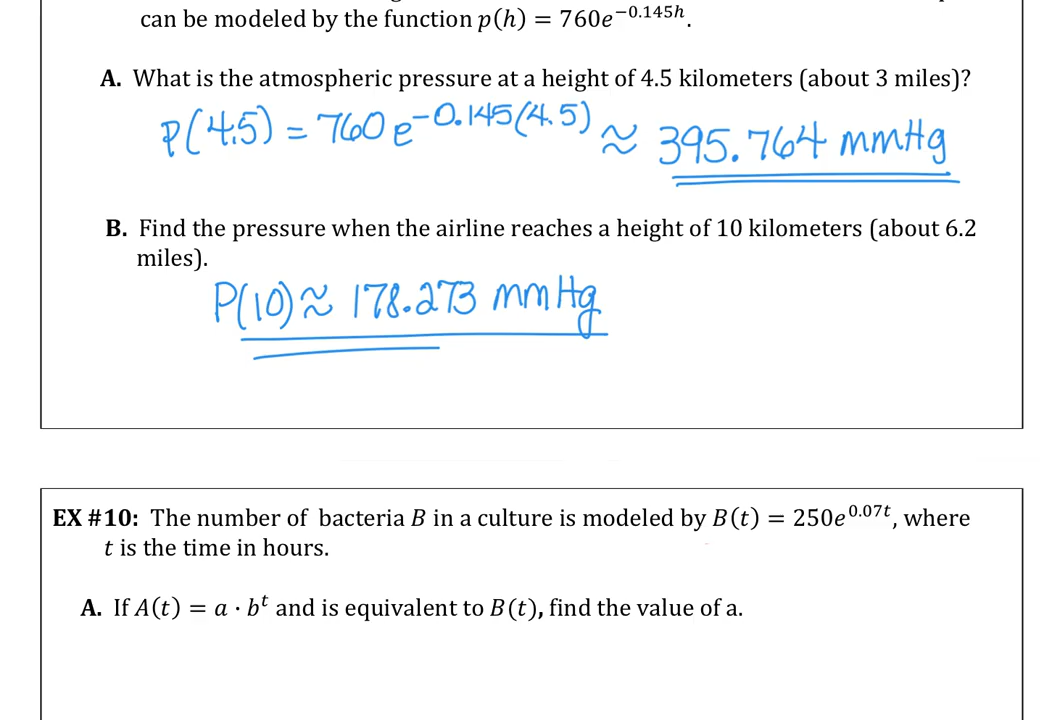 can be modeled by the function p(h) = 760e^{−0.145h}.
A. What is the atmospheric pressure at a height of 4.5 kilometers (about 3 miles)?
P(4.5) = 760e^{-0.145(4.5)} ≈ 395.764 mmHg
B. Find the pressure when the airline reaches a height of 10 kilometers (about 6.2
miles).
P(10) ≈ 178.273 mmHg
EX #10: The number of bacteria B in a culture is modeled by B(t) = 250e^{0.07t}, where
t is the time in hours.
A. If A(t) = a · b^t and is equivalent to B(t), find the value of a.